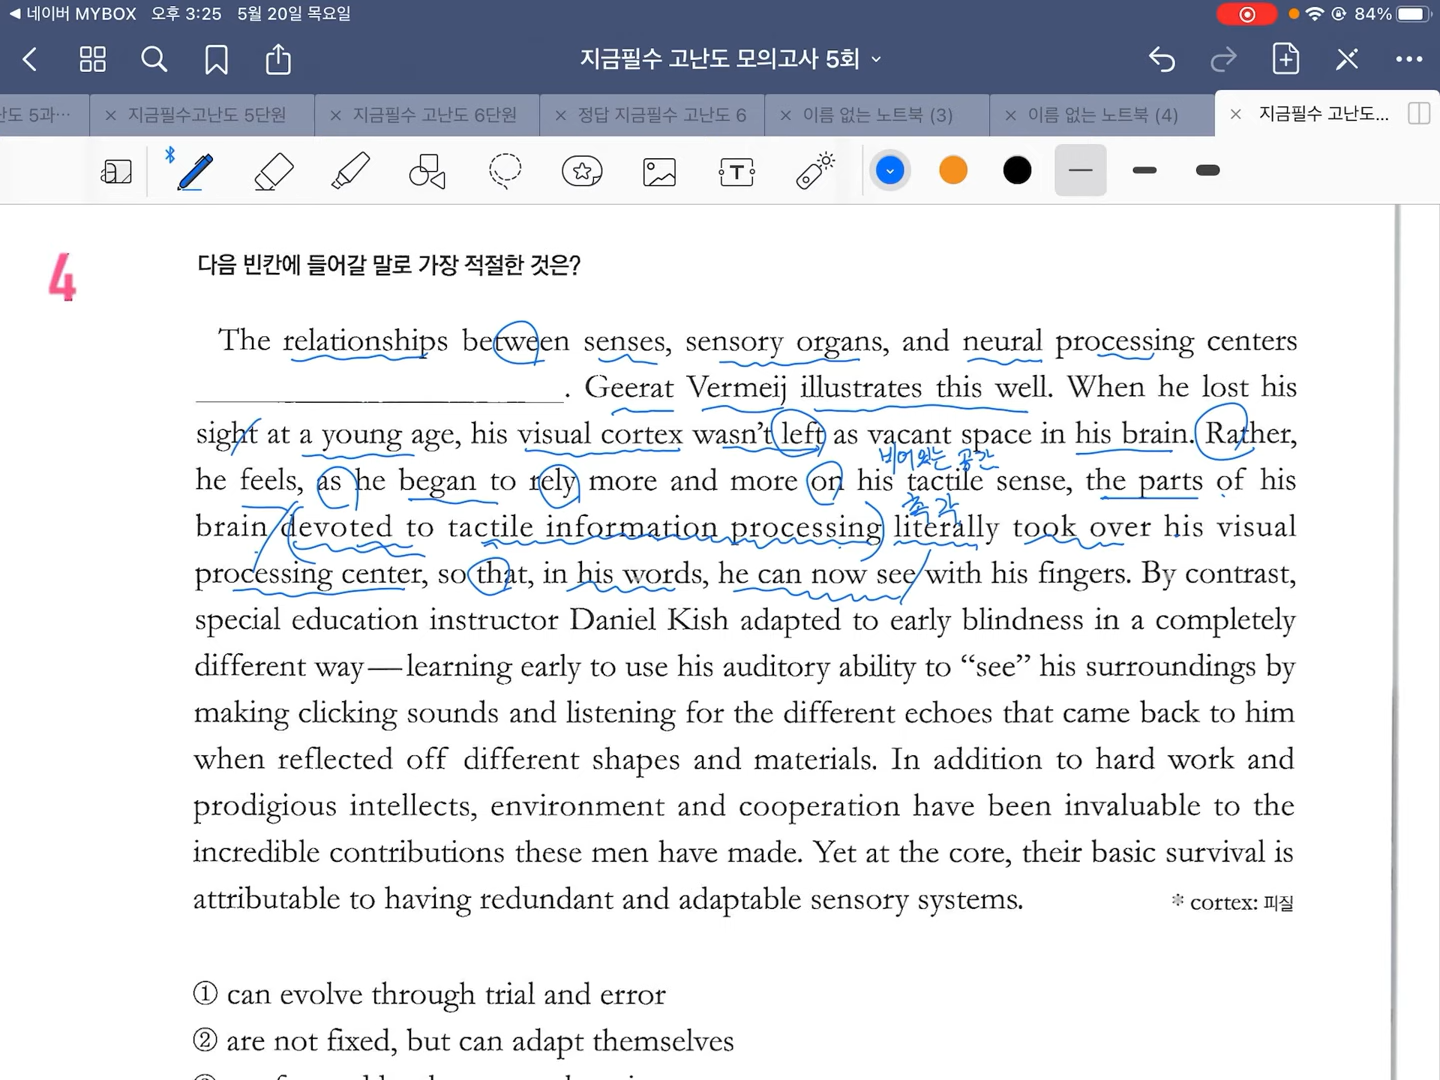 네이버 MYBOX 오후 3:25 5월 20일 목요일 84%
지금필수 고난도 모의고사 5회
난도 5과… 지금필수고난도 5단원 지금필수 고난도 6단원 정답 지금필수 고난도 6 이름 없는 노트북 (3) 이름 없는 노트북 (4) 지금필수 고난도...
4
다음 빈칸에 들어갈 말로 가장 적절한 것은?
The relationships between senses, sensory organs, and neural processing centers
. Geerat Vermeij illustrates this well. When he lost his
sight at a young age, his visual cortex wasn't left as vacant space in his brain. Rather,
비어있는 공간
he feels, as he began to rely more and more on his tactile sense, the parts of his
촉각
brain devoted to tactile information processing literally took over his visual
processing center, so that, in his words, he can now see with his fingers. By contrast,
special education instructor Daniel Kish adapted to early blindness in a completely
different way—learning early to use his auditory ability to “see” his surroundings by
making clicking sounds and listening for the different echoes that came back to him
when reflected off different shapes and materials. In addition to hard work and
prodigious intellects, environment and cooperation have been invaluable to the
incredible contributions these men have made. Yet at the core, their basic survival is
attributable to having redundant and adaptable sensory systems.
* cortex: 피질
① can evolve through trial and error
② are not fixed, but can adapt themselves